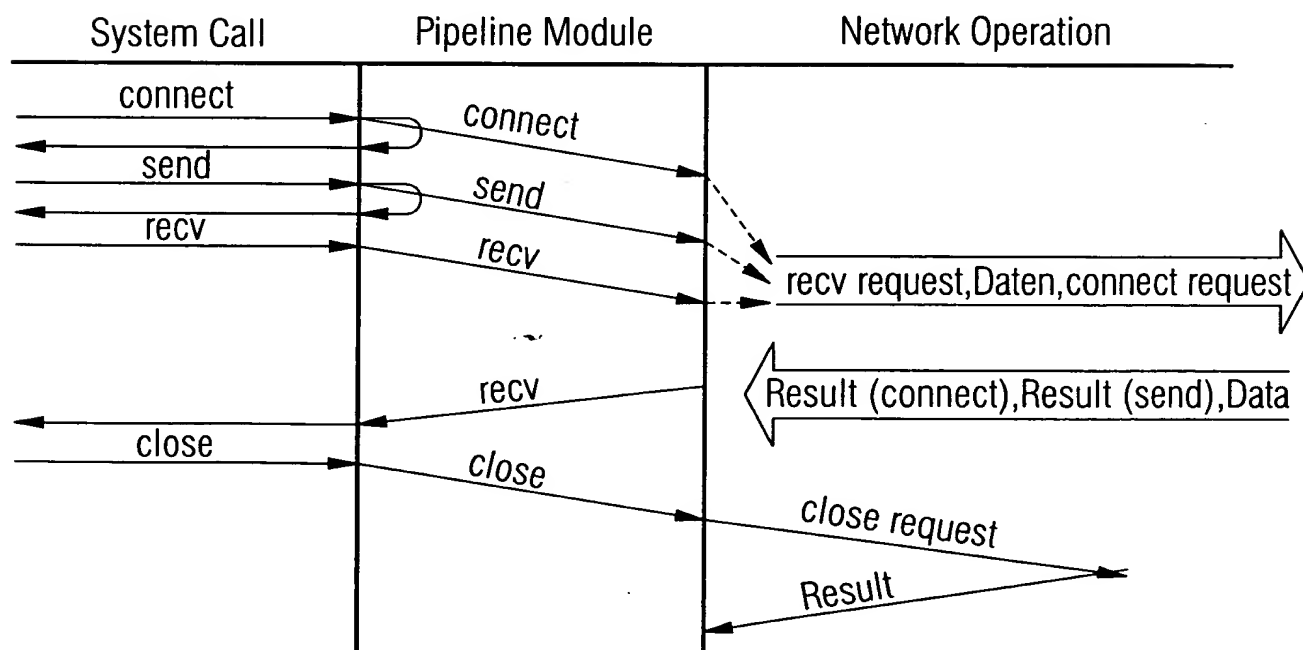 System Call
Pipeline Module
Network Operation
connect
connect
send
send
recv
recv
recv request,Daten,connect request
recv
Result (connect),Result (send),Data
close
close
close request
Result